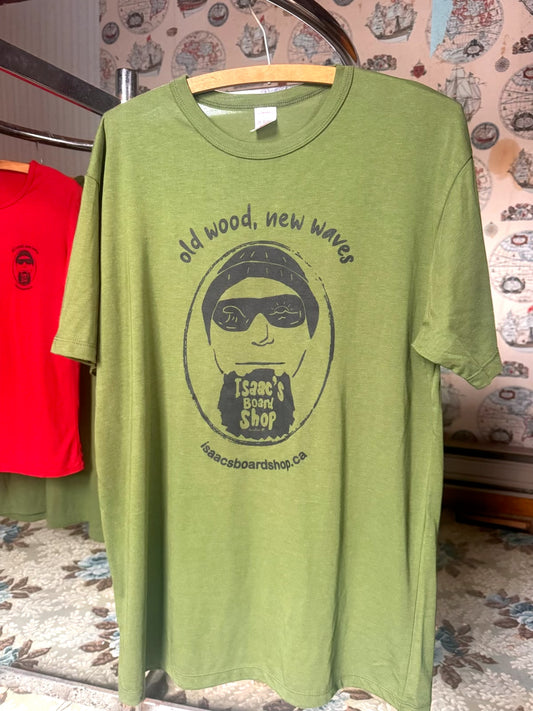 old wood, new waves
Isaac's
Board
Shop
isaacsboardshop.ca